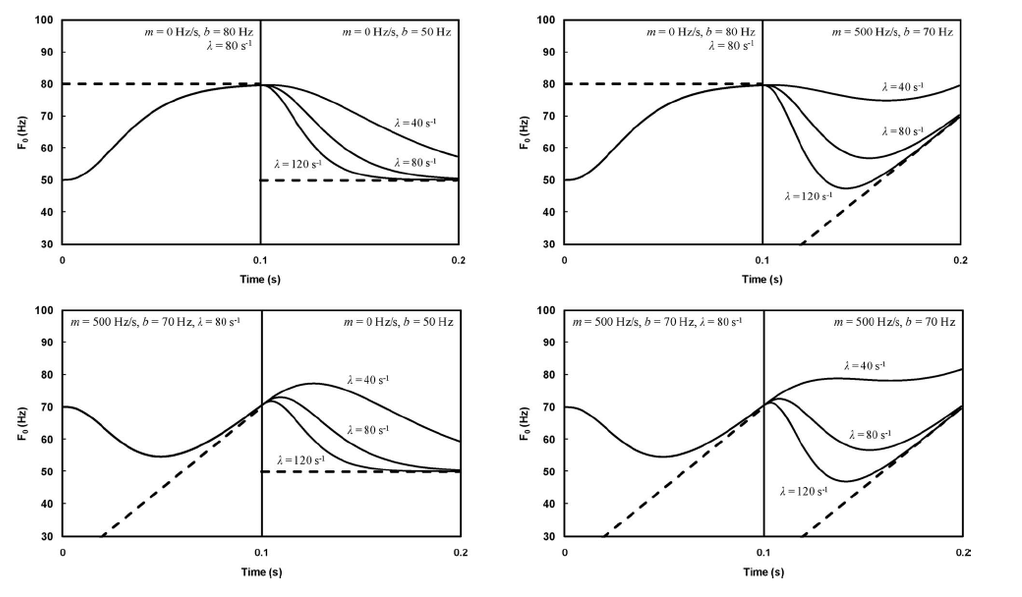 m = 0 Hz/s, b = 80 Hz
λ = 80 s-1
m = 0 Hz/s, b = 50 Hz
100
90
80
70
60
50
40
30
F0 (Hz)
λ = 40 s-1
λ = 80 s-1
λ = 120 s-1
0
0.1
0.2
Time (s)
m = 0 Hz/s, b = 80 Hz
λ = 80 s-1
m = 500 Hz/s, b = 70 Hz
100
90
80
70
60
50
40
30
F0 (Hz)
λ = 40 s-1
λ = 80 s-1
λ = 120 s-1
0
0.1
0.2
Time (s)
m = 500 Hz/s, b = 70 Hz, λ = 80 s-1
m = 0 Hz/s, b = 50 Hz
100
90
80
70
60
50
40
30
F0 (Hz)
λ = 40 s-1
λ = 80 s-1
λ = 120 s-1
0
0.1
0.2
Time (s)
m = 500 Hz/s, b = 70 Hz, λ = 80 s-1
m = 500 Hz/s, b = 70 Hz
100
90
80
70
60
50
40
30
F0 (Hz)
λ = 40 s-1
λ = 80 s-1
λ = 120 s-1
0
0.1
0.2
Time (s)